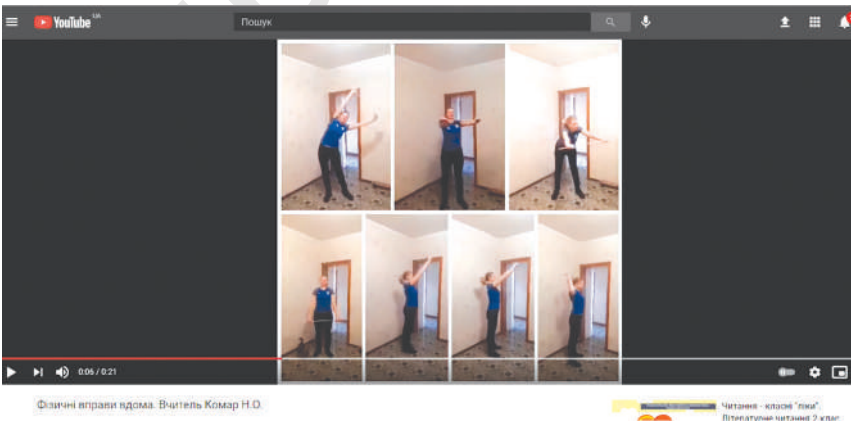 YouTube UA
Пошук
0:06 / 0:21
Фізичні вправи вдома. Вчитель Комар Н.О.
Читання - класні "ліки".
Літературне читання 2 клас